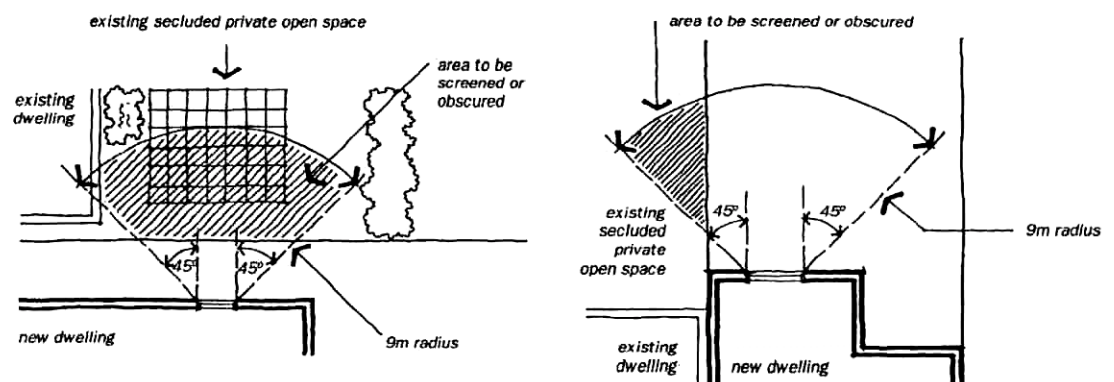 existing secluded private open space
area to be
screened or
obscured
existing
dwelling
45°
45°
new dwelling
9m radius
area to be screened or obscured
45°
45°
existing
secluded
private
open space
9m radius
existing
dwelling
new dwelling